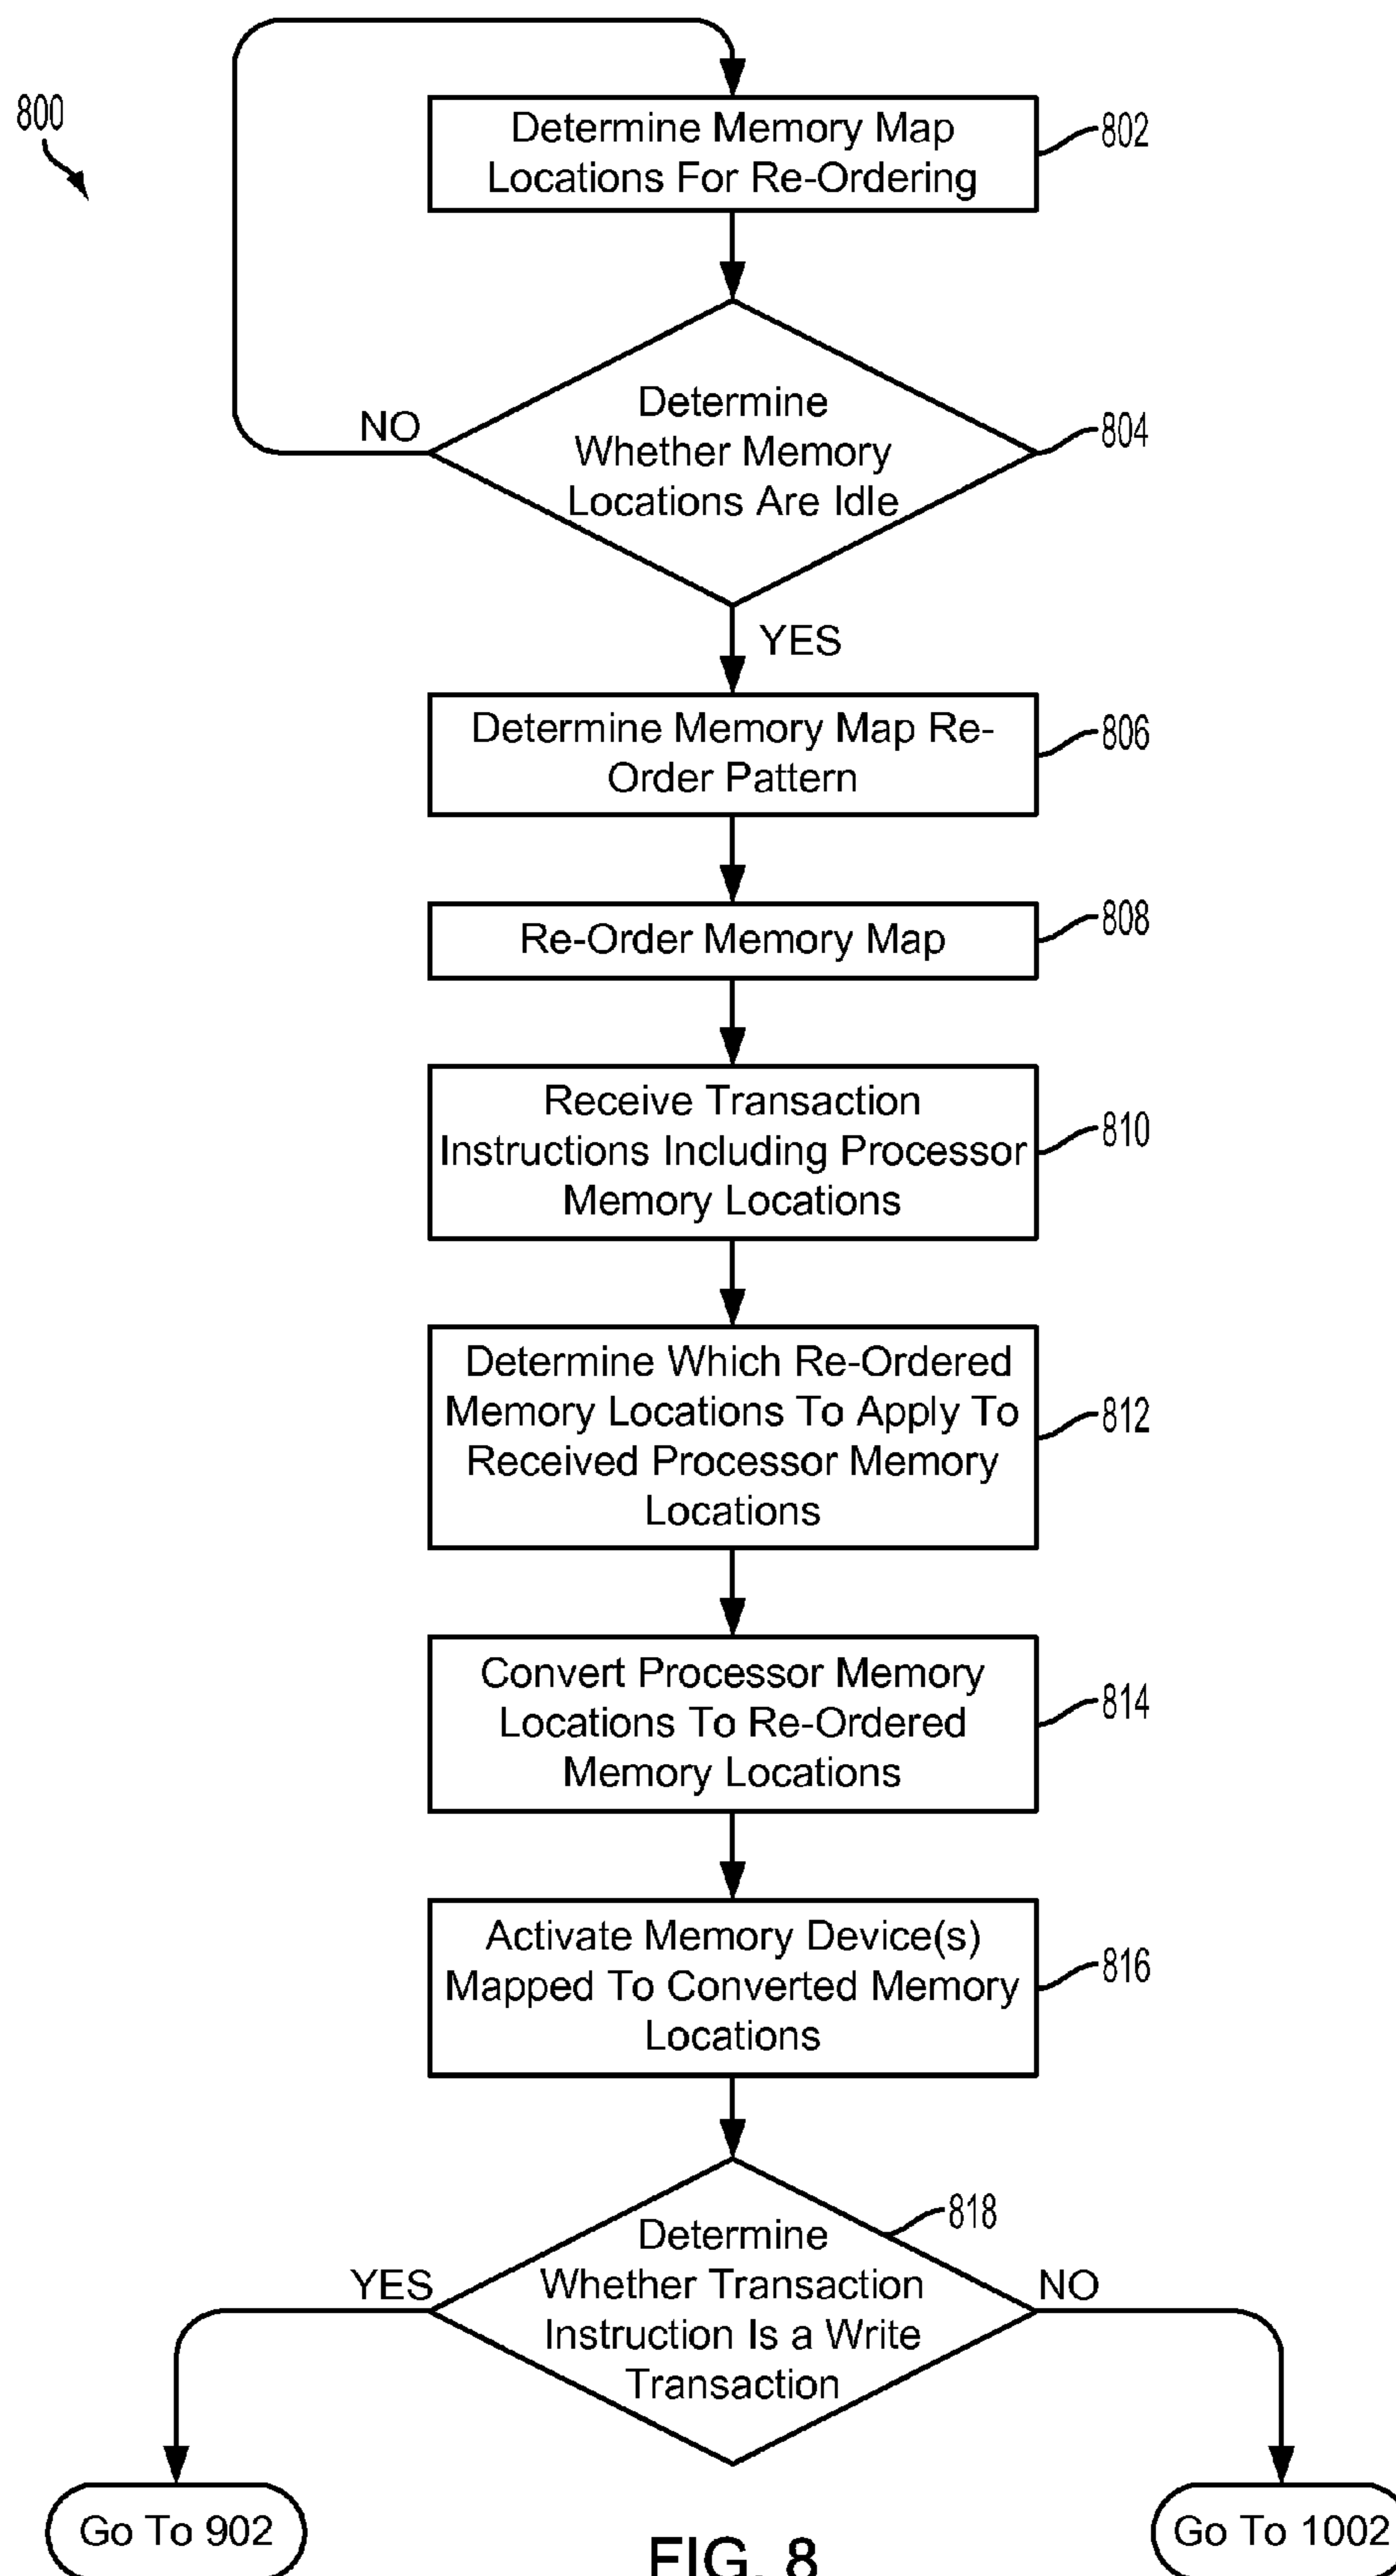 800
Determine Memory Map
Locations For Re-Ordering
802
Determine
Whether Memory
Locations Are Idle
804
NO
YES
Determine Memory Map Re-
Order Pattern
806
Re-Order Memory Map
808
Receive Transaction
Instructions Including Processor
Memory Locations
810
Determine Which Re-Ordered
Memory Locations To Apply To
Received Processor Memory
Locations
812
Convert Processor Memory
Locations To Re-Ordered
Memory Locations
814
Activate Memory Device(s)
Mapped To Converted Memory
Locations
816
818
Determine
Whether Transaction
Instruction Is a Write
Transaction
YES
NO
Go To 902
Go To 1002
FIG. 8